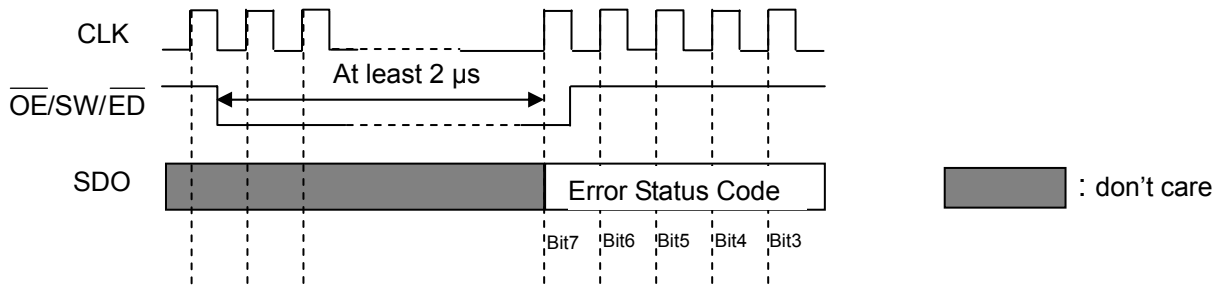 CLK
At least 2 µs
OE/SW/ED
SDO
Error Status Code
: don't care
Bit7 Bit6 Bit5 Bit4 Bit3